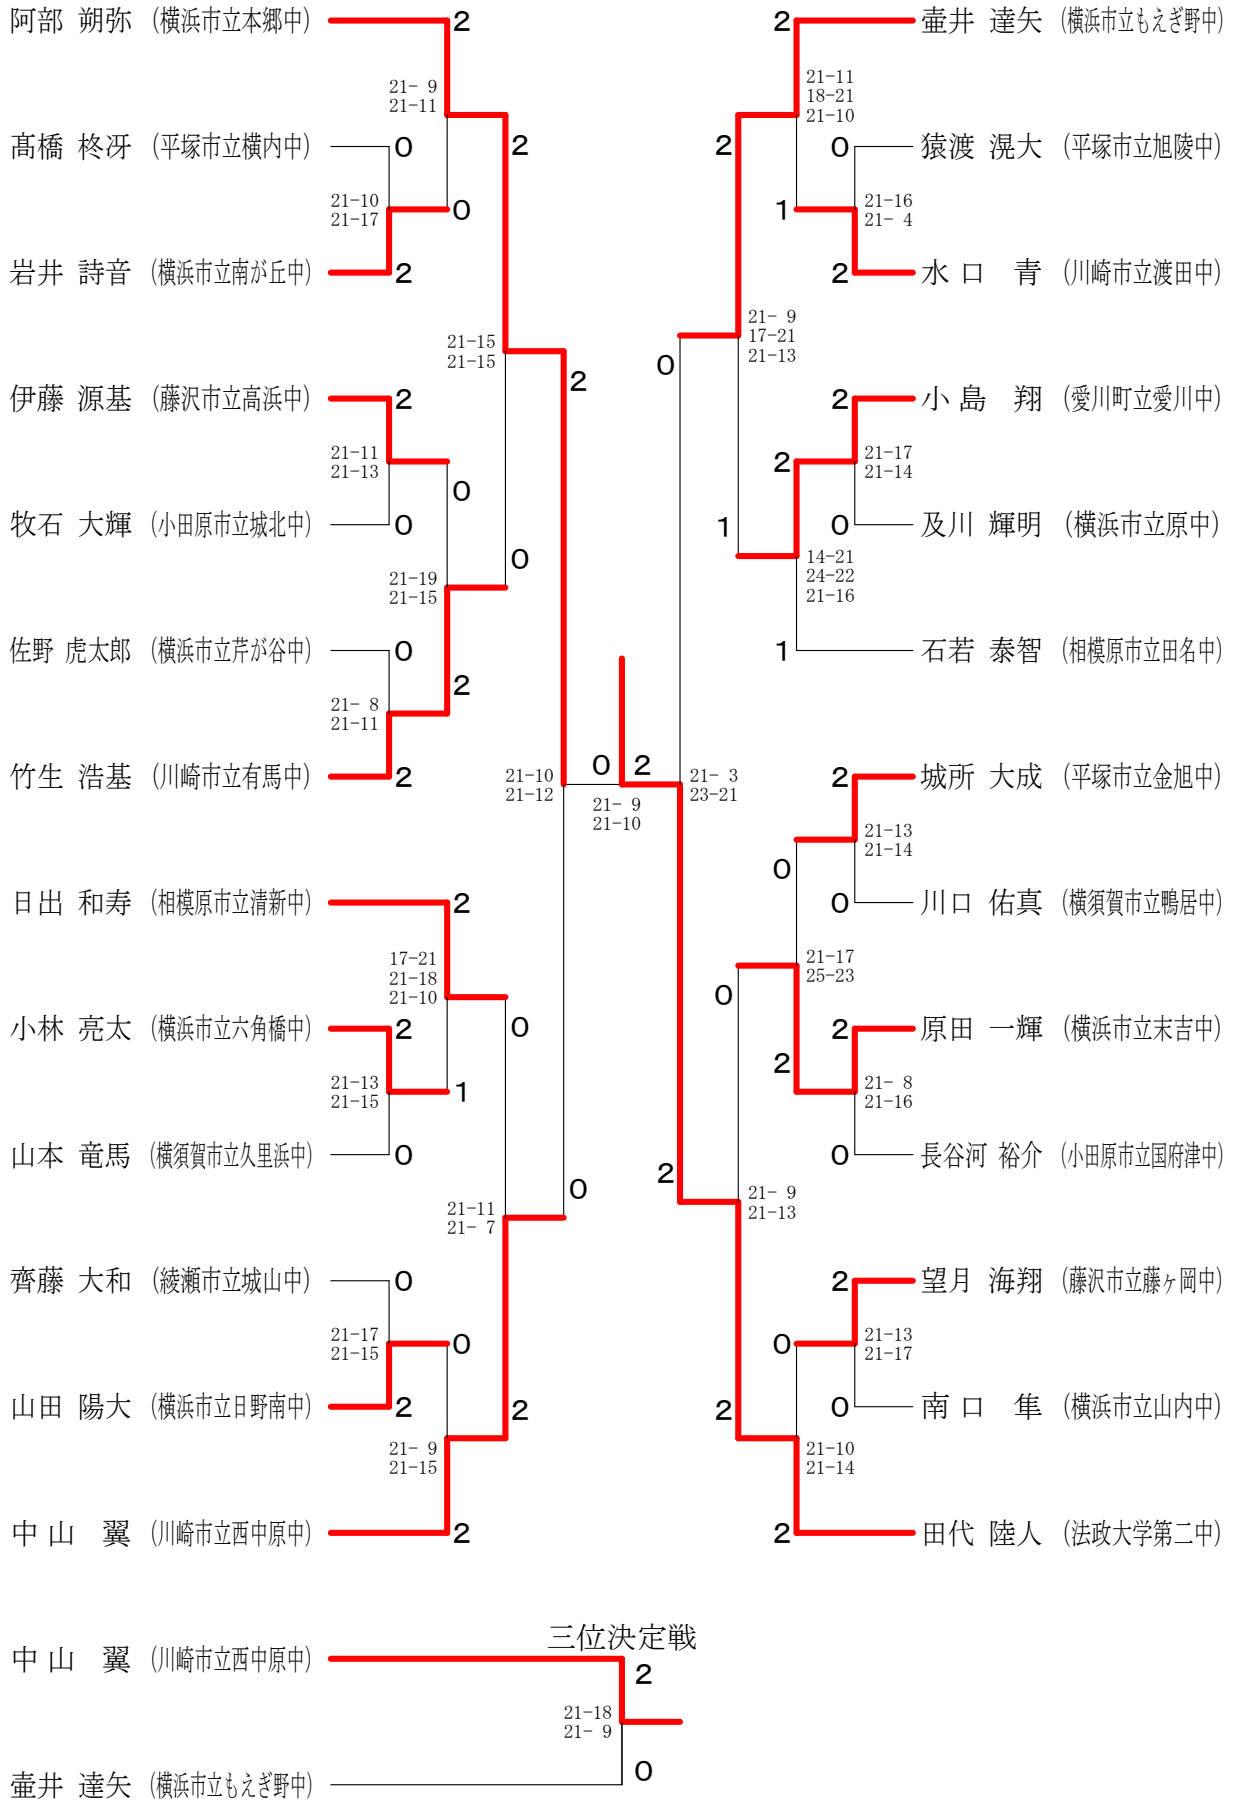 阿部 朔弥 (横浜市立本郷中) 2
21- 9
21-11
髙橋 柊冴 (平塚市立横内中) 0
2
21-10
21-17
0
岩井 詩音 (横浜市立南が丘中) 2
21-15
21-15
2
伊藤 源基 (藤沢市立高浜中) 2
21-11
21-13
0
牧石 大輝 (小田原市立城北中) 0
0
21-19
21-15
佐野 虎太郎 (横浜市立芹が谷中) 0
2
21- 8
21-11
竹生 浩基 (川崎市立有馬中) 2
21-10
21-12
日出 和寿 (相模原市立清新中) 2
17-21
21-18
21-10
0
小林 亮太 (横浜市立六角橋中) 2
21-13
21-15
1
山本 竜馬 (横須賀市立久里浜中) 0
0
21-11
21- 7
齊藤 大和 (綾瀬市立城山中) 0
21-17
21-15
0
山田 陽大 (横浜市立日野南中) 2
2
21- 9
21-15
中山 翼 (川崎市立西中原中) 2
0 2
21- 9
21-10
2 壷井 達矢 (横浜市立もえぎ野中)
21-11
18-21
21-10
2
0 猿渡 滉大 (平塚市立旭陵中)
1
21-16
21- 4
2 水口 青 (川崎市立渡田中)
21- 9
17-21
21-13
0
2 小島 翔 (愛川町立愛川中)
2
21-17
21-14
1
0 及川 輝明 (横浜市立原中)
14-21
24-22
21-16
1 石若 泰智 (相模原市立田名中)
21- 3
23-21
2 城所 大成 (平塚市立金旭中)
21-13
21-14
0
0 川口 佑真 (横須賀市立鴨居中)
21-17
25-23
0
2 原田 一輝 (横浜市立末吉中)
2
21- 8
21-16
0 長谷河 裕介 (小田原市立国府津中)
2
21- 9
21-13
2 望月 海翔 (藤沢市立藤ヶ岡中)
0
21-13
21-17
2
0 南口 隼 (横浜市立山内中)
21-10
21-14
2 田代 陸人 (法政大学第二中)
三位決定戦
中山 翼 (川崎市立西中原中) 2
21-18
21- 9
壷井 達矢 (横浜市立もえぎ野中) 0